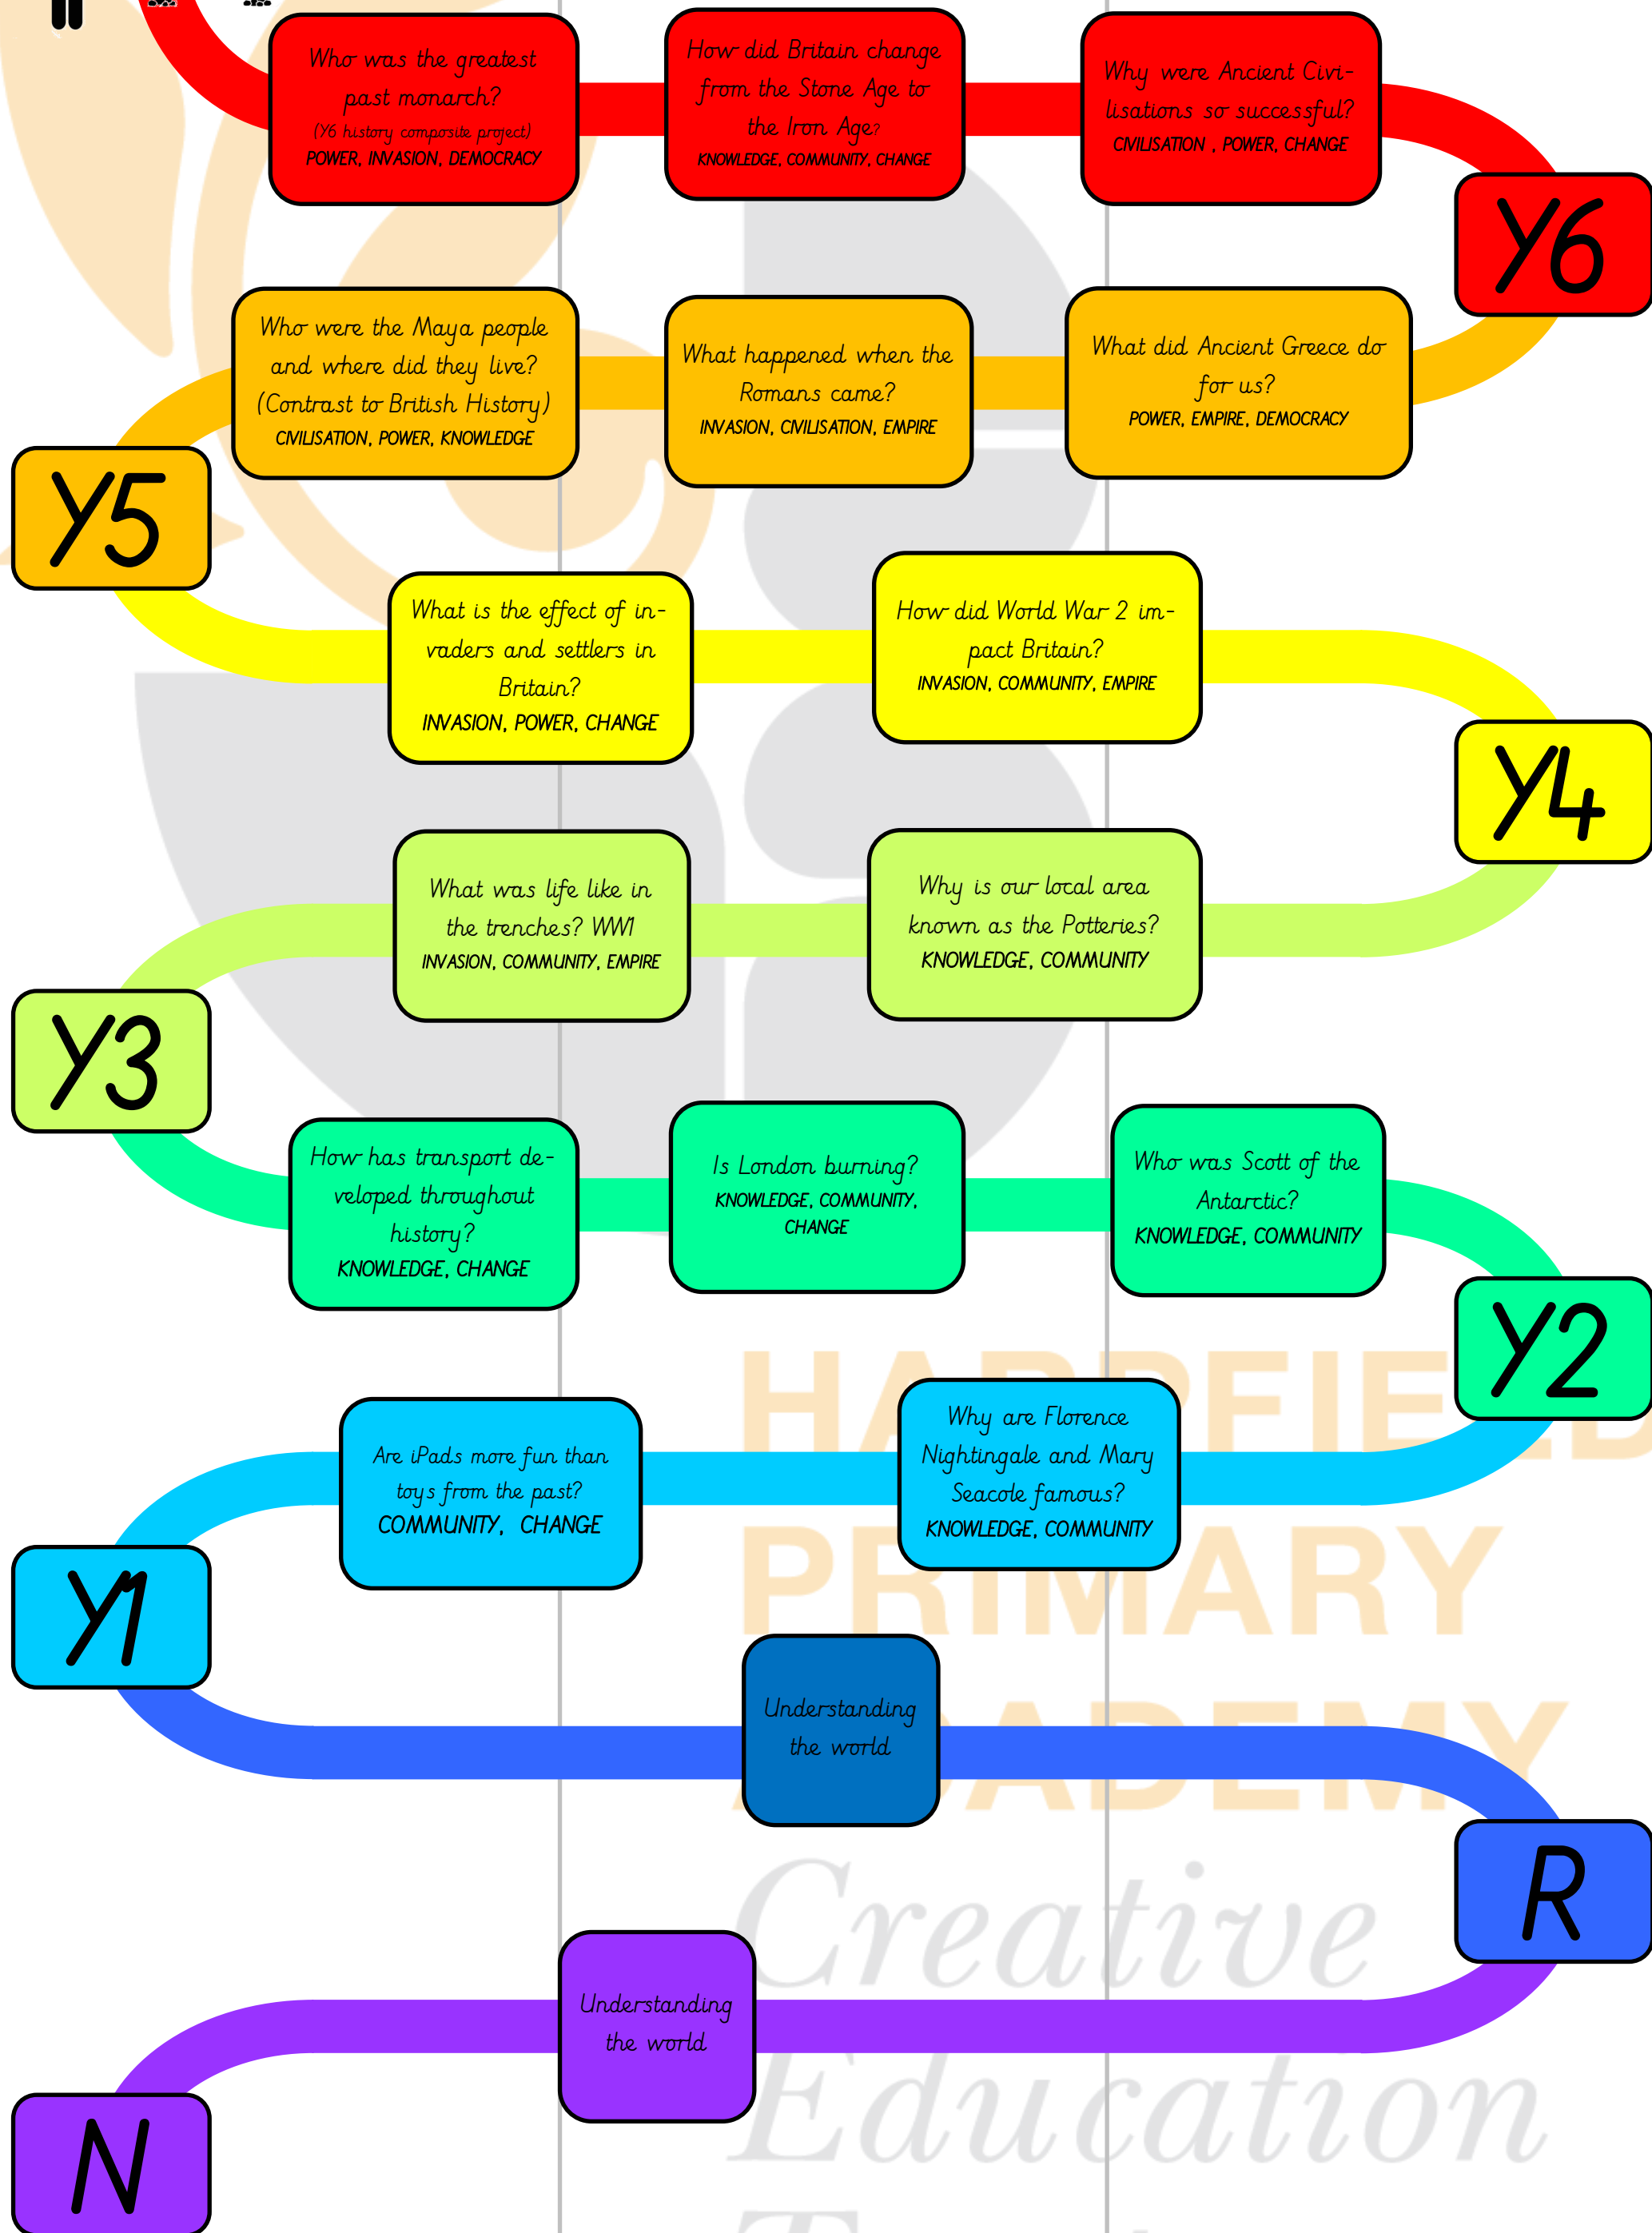 Who was the greatest
past monarch?
(Y6 history composite project)
POWER, INVASION, DEMOCRACY
How did Britain change
from the Stone Age to
the Iron Age?
KNOWLEDGE, COMMUNITY, CHANGE
Why were Ancient Civi-
lisations so successful?
CIVILISATION , POWER, CHANGE
Y6
Who were the Maya people
and where did they live?
(Contrast to British History)
CIVILISATION, POWER, KNOWLEDGE
What happened when the
Romans came?
INVASION, CIVILISATION, EMPIRE
What did Ancient Greece do
for us?
POWER, EMPIRE, DEMOCRACY
Y5
What is the effect of in-
vaders and settlers in
Britain?
INVASION, POWER, CHANGE
How did World War 2 im-
pact Britain?
INVASION, COMMUNITY, EMPIRE
Y4
What was life like in
the trenches? WW1
INVASION, COMMUNITY, EMPIRE
Why is our local area
known as the Potteries?
KNOWLEDGE, COMMUNITY
Y3
How has transport de-
veloped throughout
history?
KNOWLEDGE, CHANGE
Is London burning?
KNOWLEDGE, COMMUNITY,
CHANGE
Who was Scott of the
Antarctic?
KNOWLEDGE, COMMUNITY
Y2
Are iPads more fun than
toys from the past?
COMMUNITY, CHANGE
Why are Florence
Nightingale and Mary
Seacole famous?
KNOWLEDGE, COMMUNITY
Y1
Understanding
the world
R
Understanding
the world
N
PRIMARY
Creative
Education